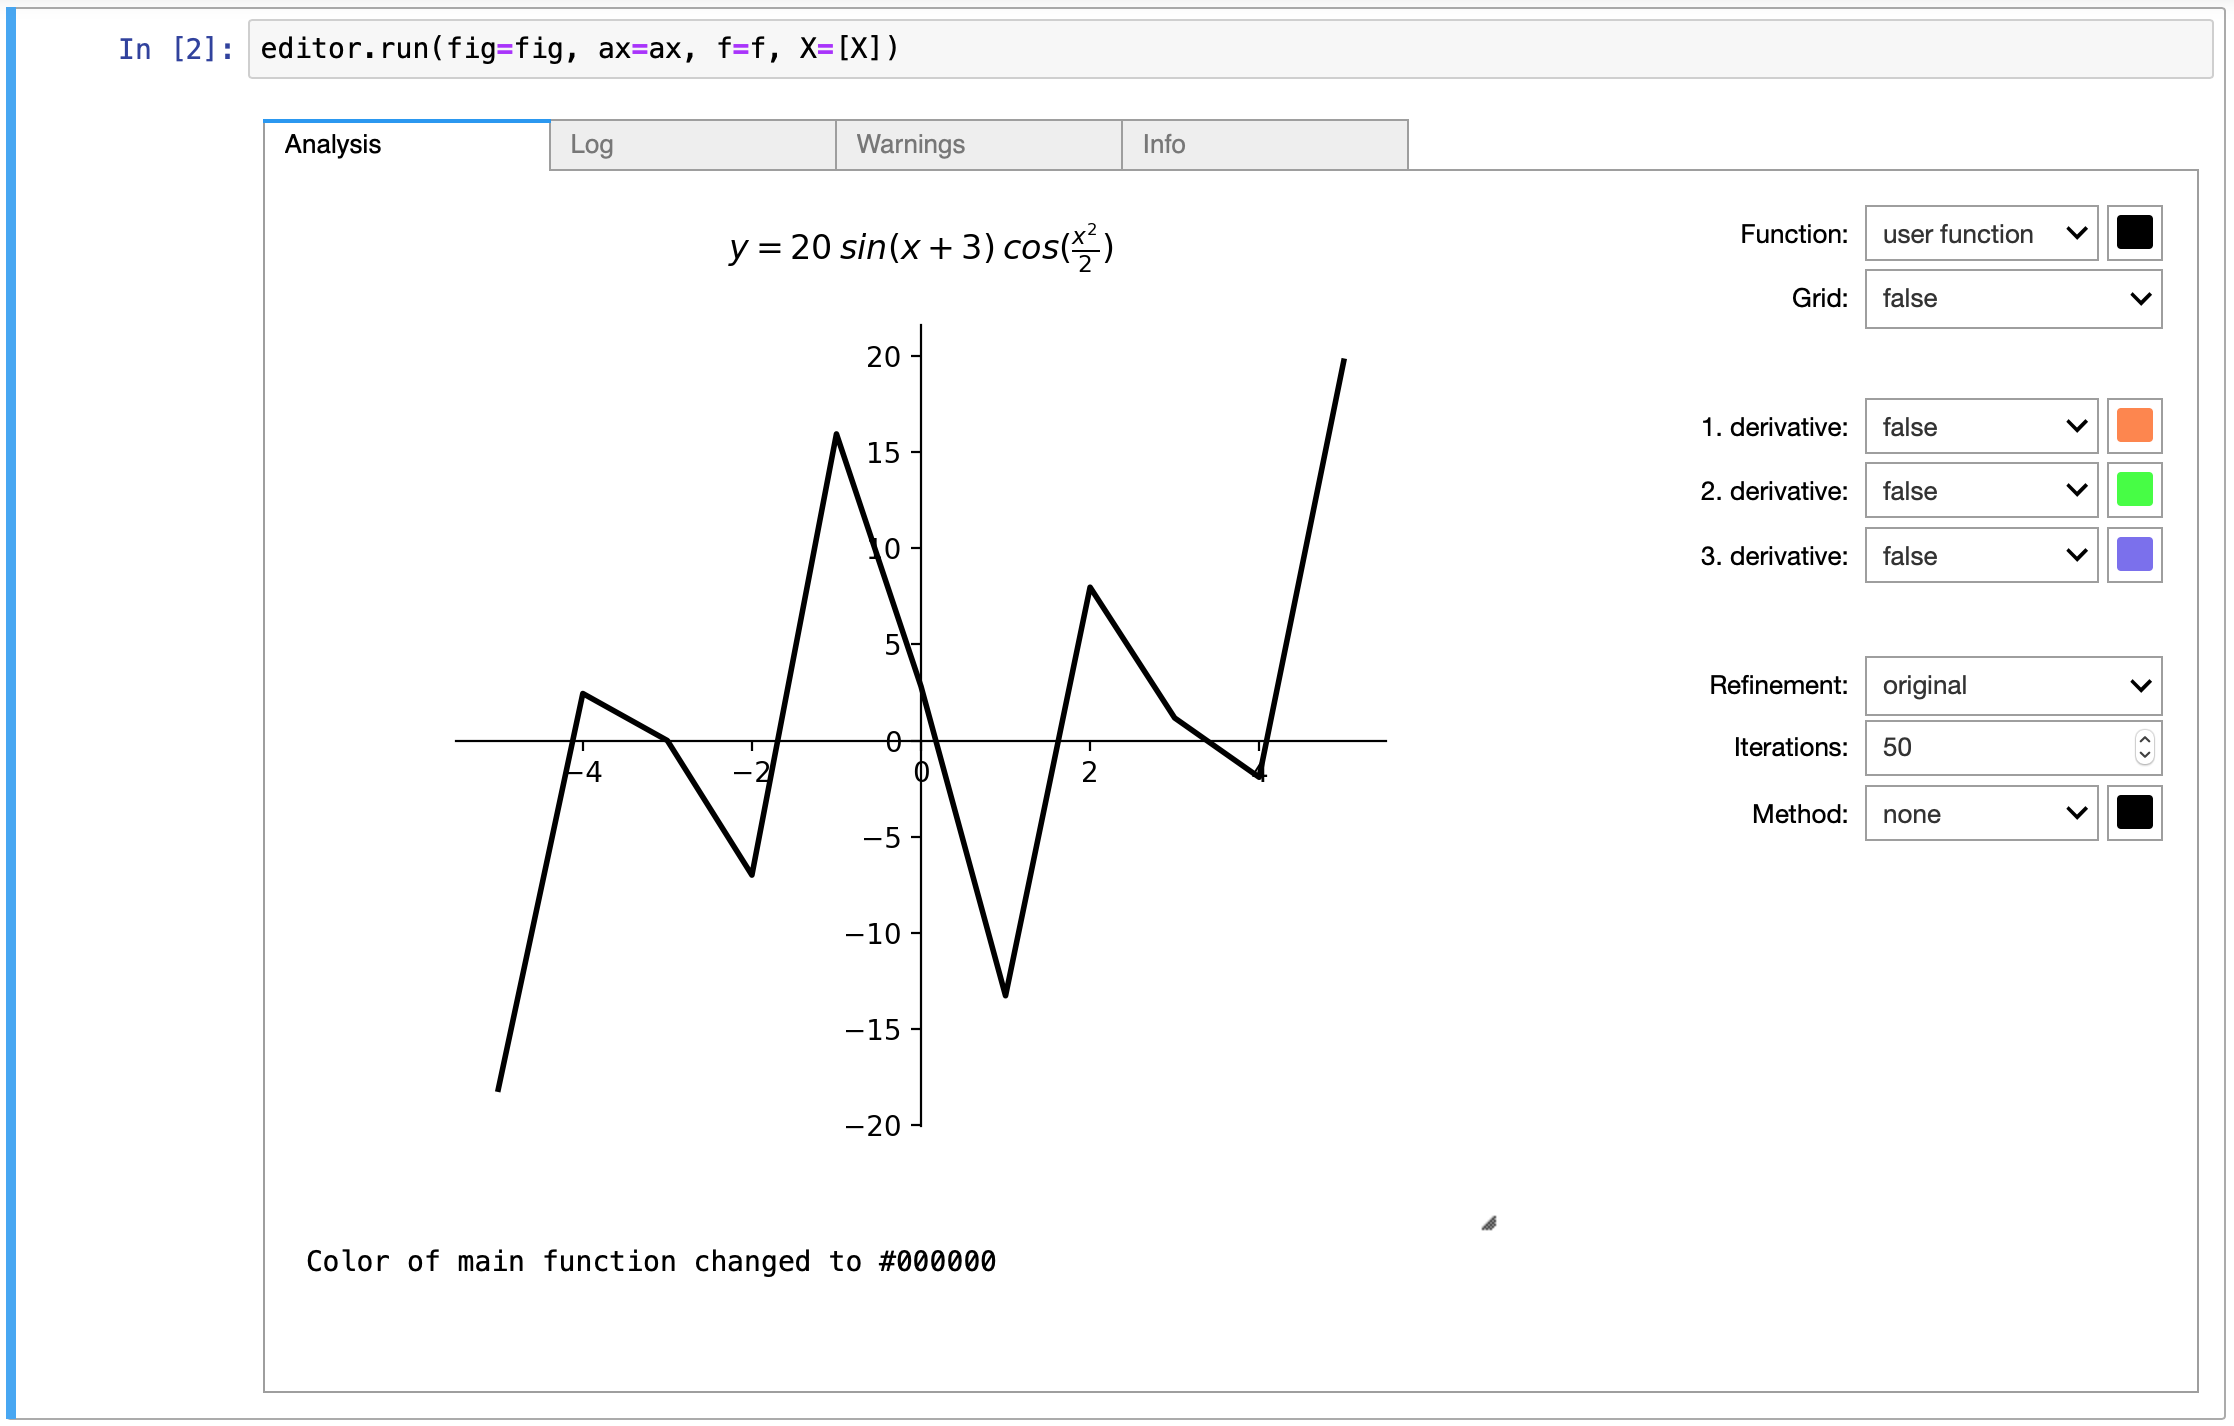 In [2]: editor.run(fig=fig, ax=ax, f=f, X=[X])
Analysis Log Warnings Info
y = 20 sin(x + 3) cos(x²/2)
Function: user function
Grid: false
1. derivative: false
2. derivative: false
3. derivative: false
Refinement: original
Iterations: 50
Method: none
20
15
10
5
0
−5
−10
−15
−20
−4 −2 0 2 4
Color of main function changed to #000000